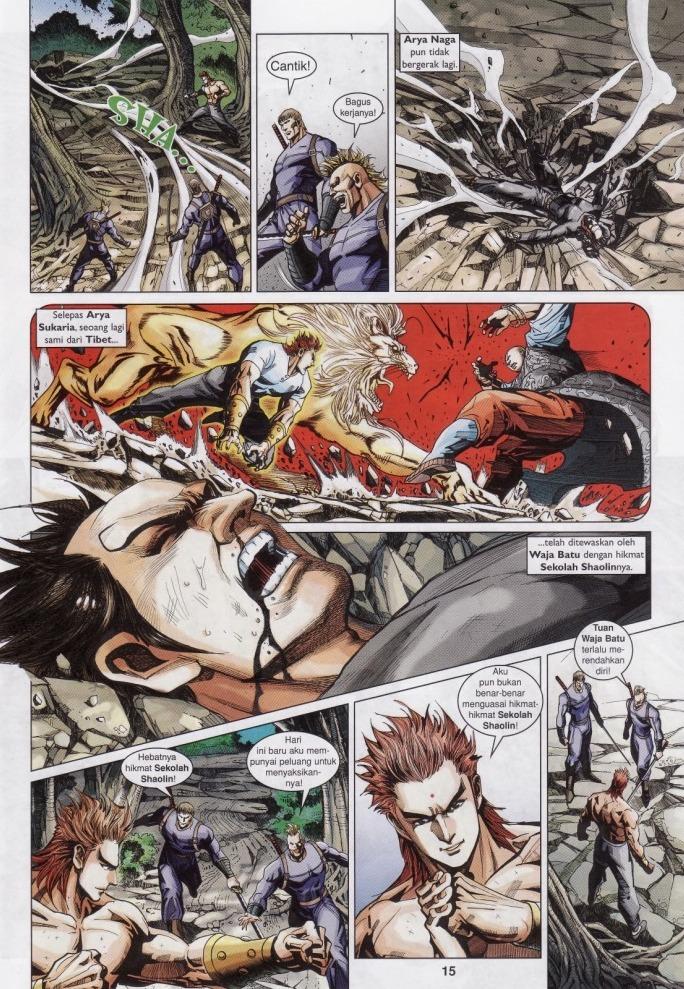 SHA...
Cantik!
Bagus
kerjanya!
Arya Naga
pun tidak
bergerak lagi.
Selepas Arya
Sukaria, seoang lagi
sami dari Tibet...
...telah ditewaskan oleh
Waja Batu dengan hikmat
Sekolah Shaolinnya.
Hebatnya
hikmat Sekolah
Shaolin!
Hari
ini baru aku mem-
punyai peluang untuk
menyaksikan-
nya!
Aku
pun bukan
benar-benar
menguasai hikmat-
hikmat Sekolah
Shaolin!
Tuan
Waja Batu
terlalu me-
rendahkan
diri!
15